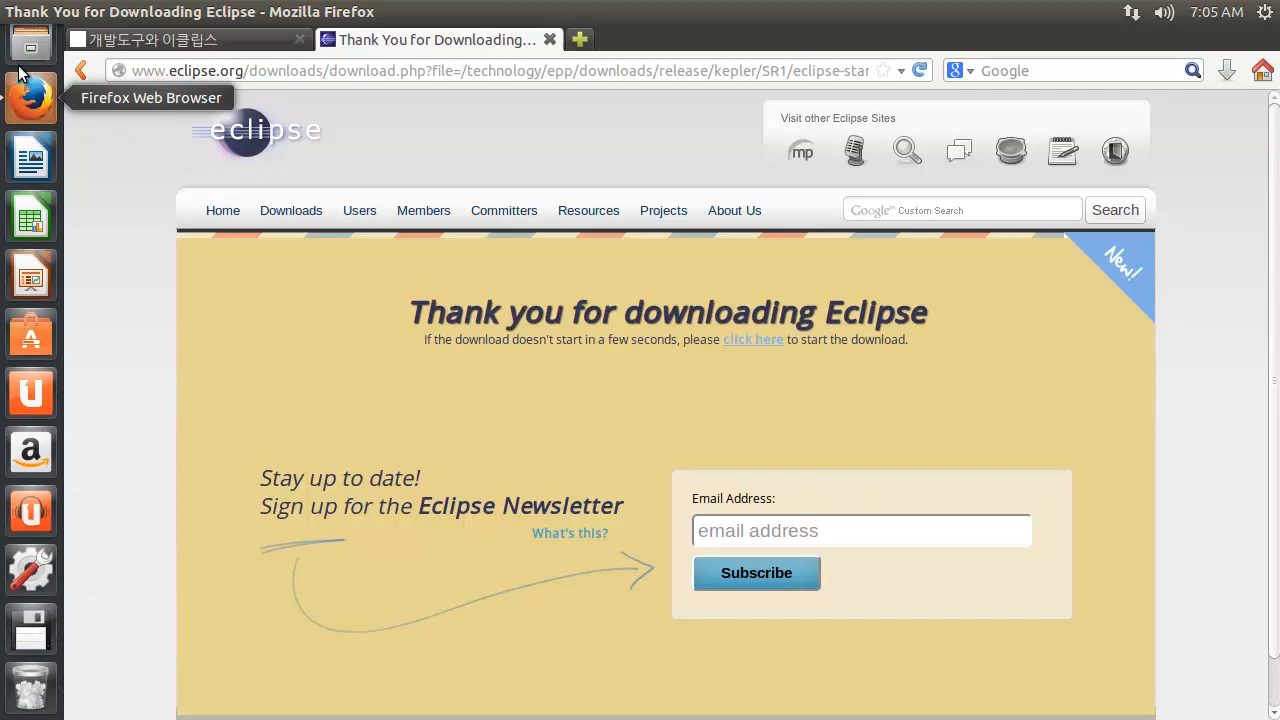 Thank You for Downloading Eclipse - Mozilla Firefox
7:05 AM
개발도구와 이클립스
Thank You for Downloading...
www.eclipse.org/downloads/download.php?file=/technology/epp/downloads/release/kepler/SR1/eclipse-star
Google
Firefox Web Browser
eclipse
Visit other Eclipse Sites
mp
Home
Downloads
Users
Members
Committers
Resources
Projects
About Us
Google™ Custom Search
Search
New!
Thank you for downloading Eclipse
If the download doesn't start in a few seconds, please click here to start the download.
Stay up to date!
Sign up for the Eclipse Newsletter
What's this?
Email Address:
email address
Subscribe